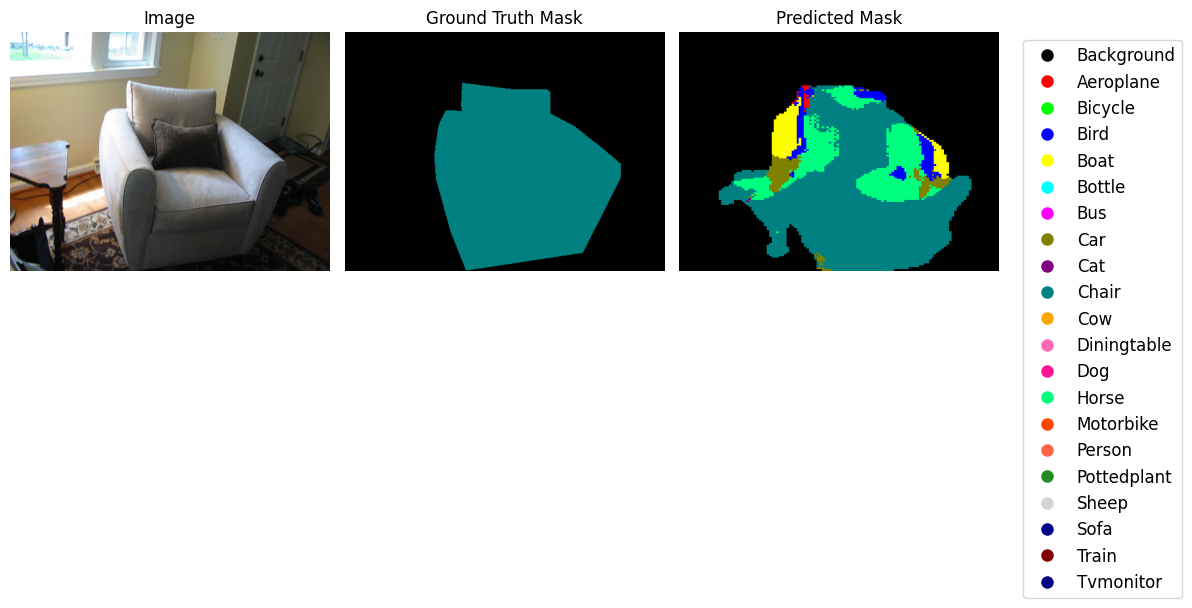 Image
Ground Truth Mask
Predicted Mask
Background
Aeroplane
Bicycle
Bird
Boat
Bottle
Bus
Car
Cat
Chair
Cow
Diningtable
Dog
Horse
Motorbike
Person
Pottedplant
Sheep
Sofa
Train
Tvmonitor